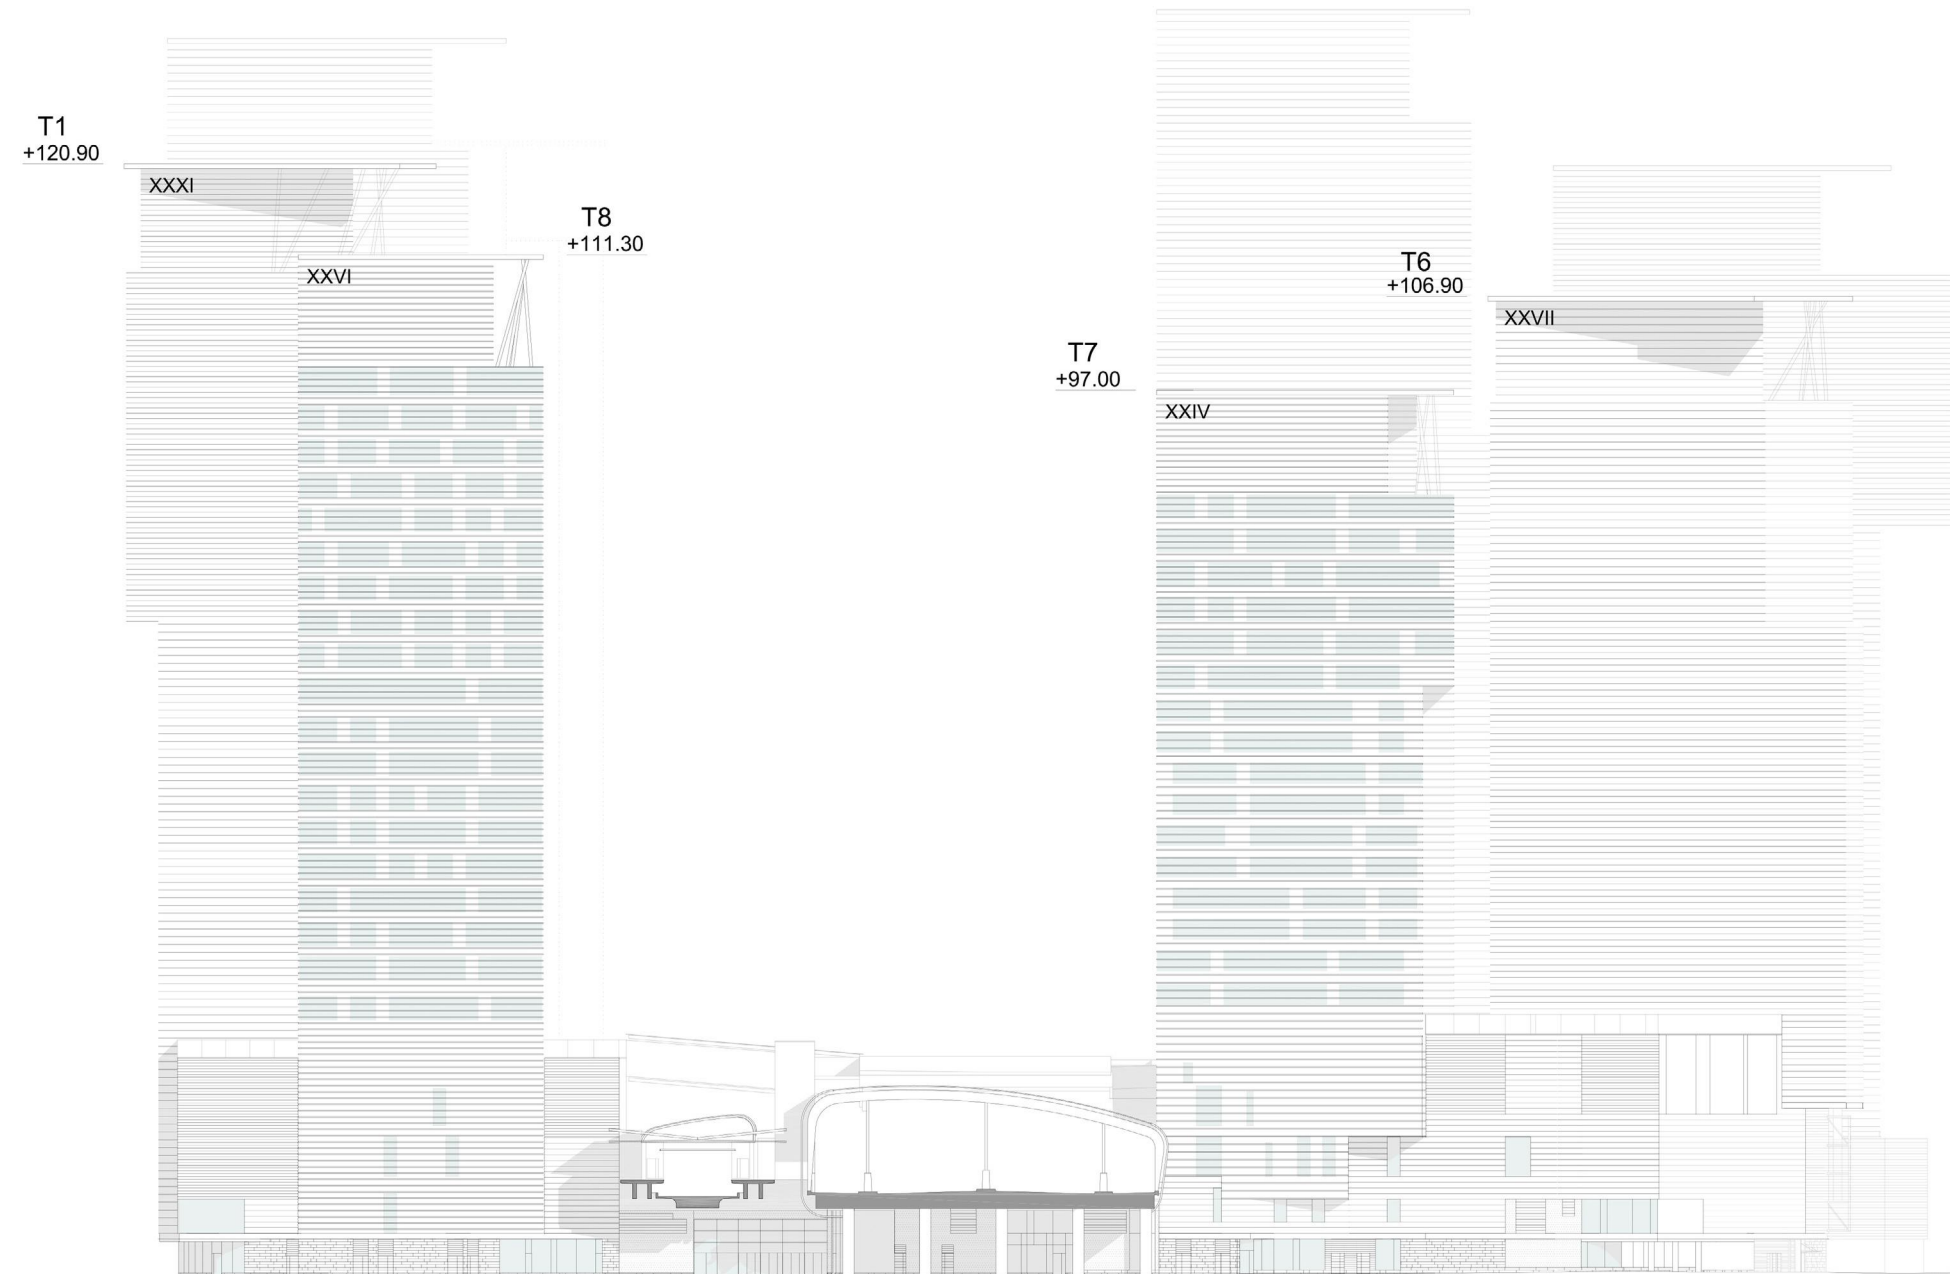 T1
+120.90
XXXI
T8
+111.30
XXVI
T6
+106.90
XXVII
T7
+97.00
XXIV